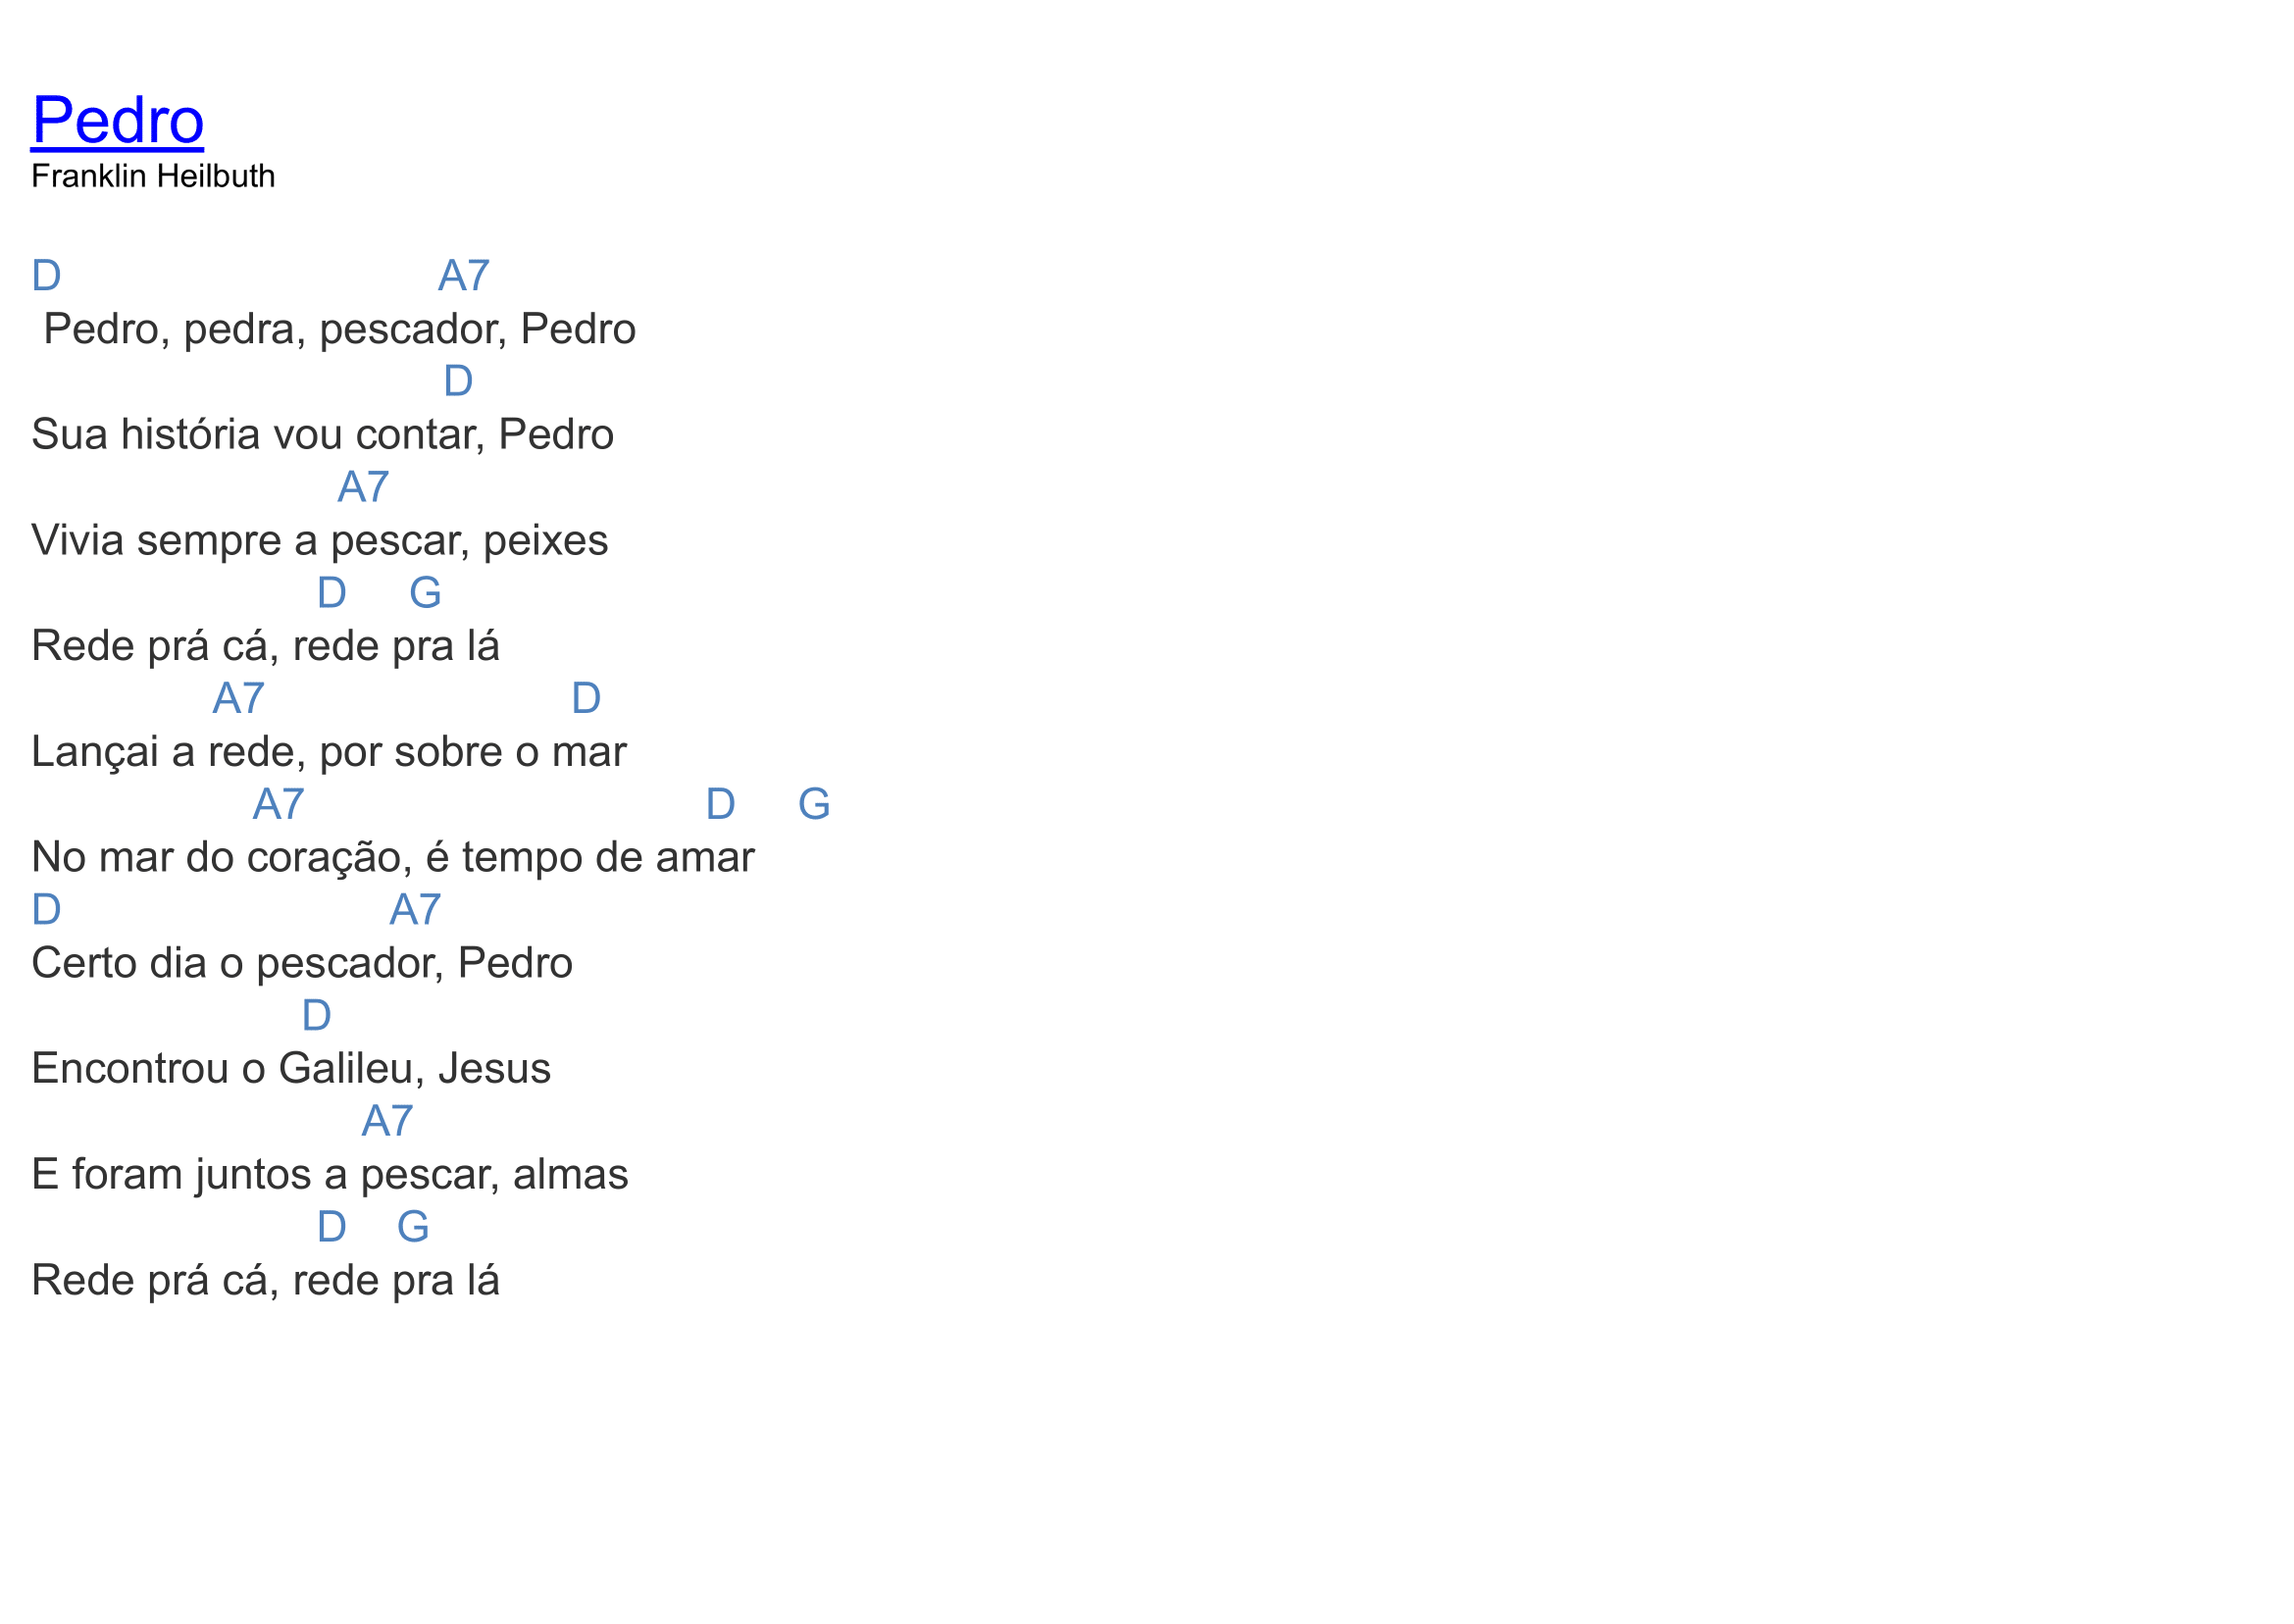 Pedro
Franklin Heilbuth
D A7
Pedro, pedra, pescador, Pedro
D
Sua história vou contar, Pedro
A7
Vivia sempre a pescar, peixes
D G
Rede prá cá, rede pra lá
A7 D
Lançai a rede, por sobre o mar
A7 D G
No mar do coração, é tempo de amar
D A7
Certo dia o pescador, Pedro
D
Encontrou o Galileu, Jesus
A7
E foram juntos a pescar, almas
D G
Rede prá cá, rede pra lá